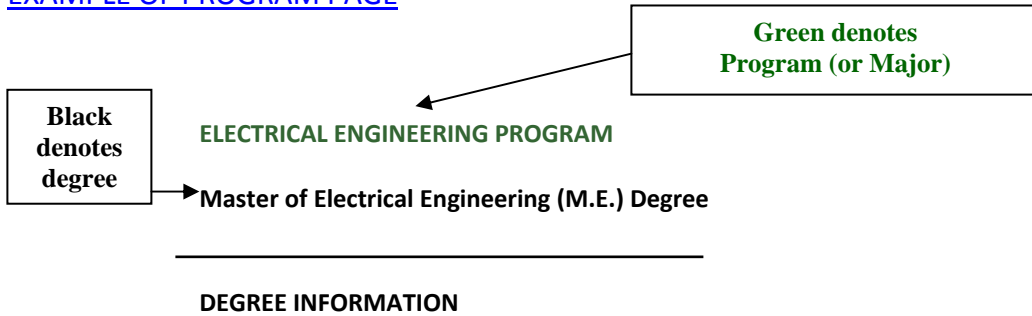 EXAMPLE OF PROGRAM PAGE
Green denotes
Program (or Major)
Black
denotes
degree
ELECTRICAL ENGINEERING PROGRAM
Master of Electrical Engineering (M.E.) Degree
DEGREE INFORMATION